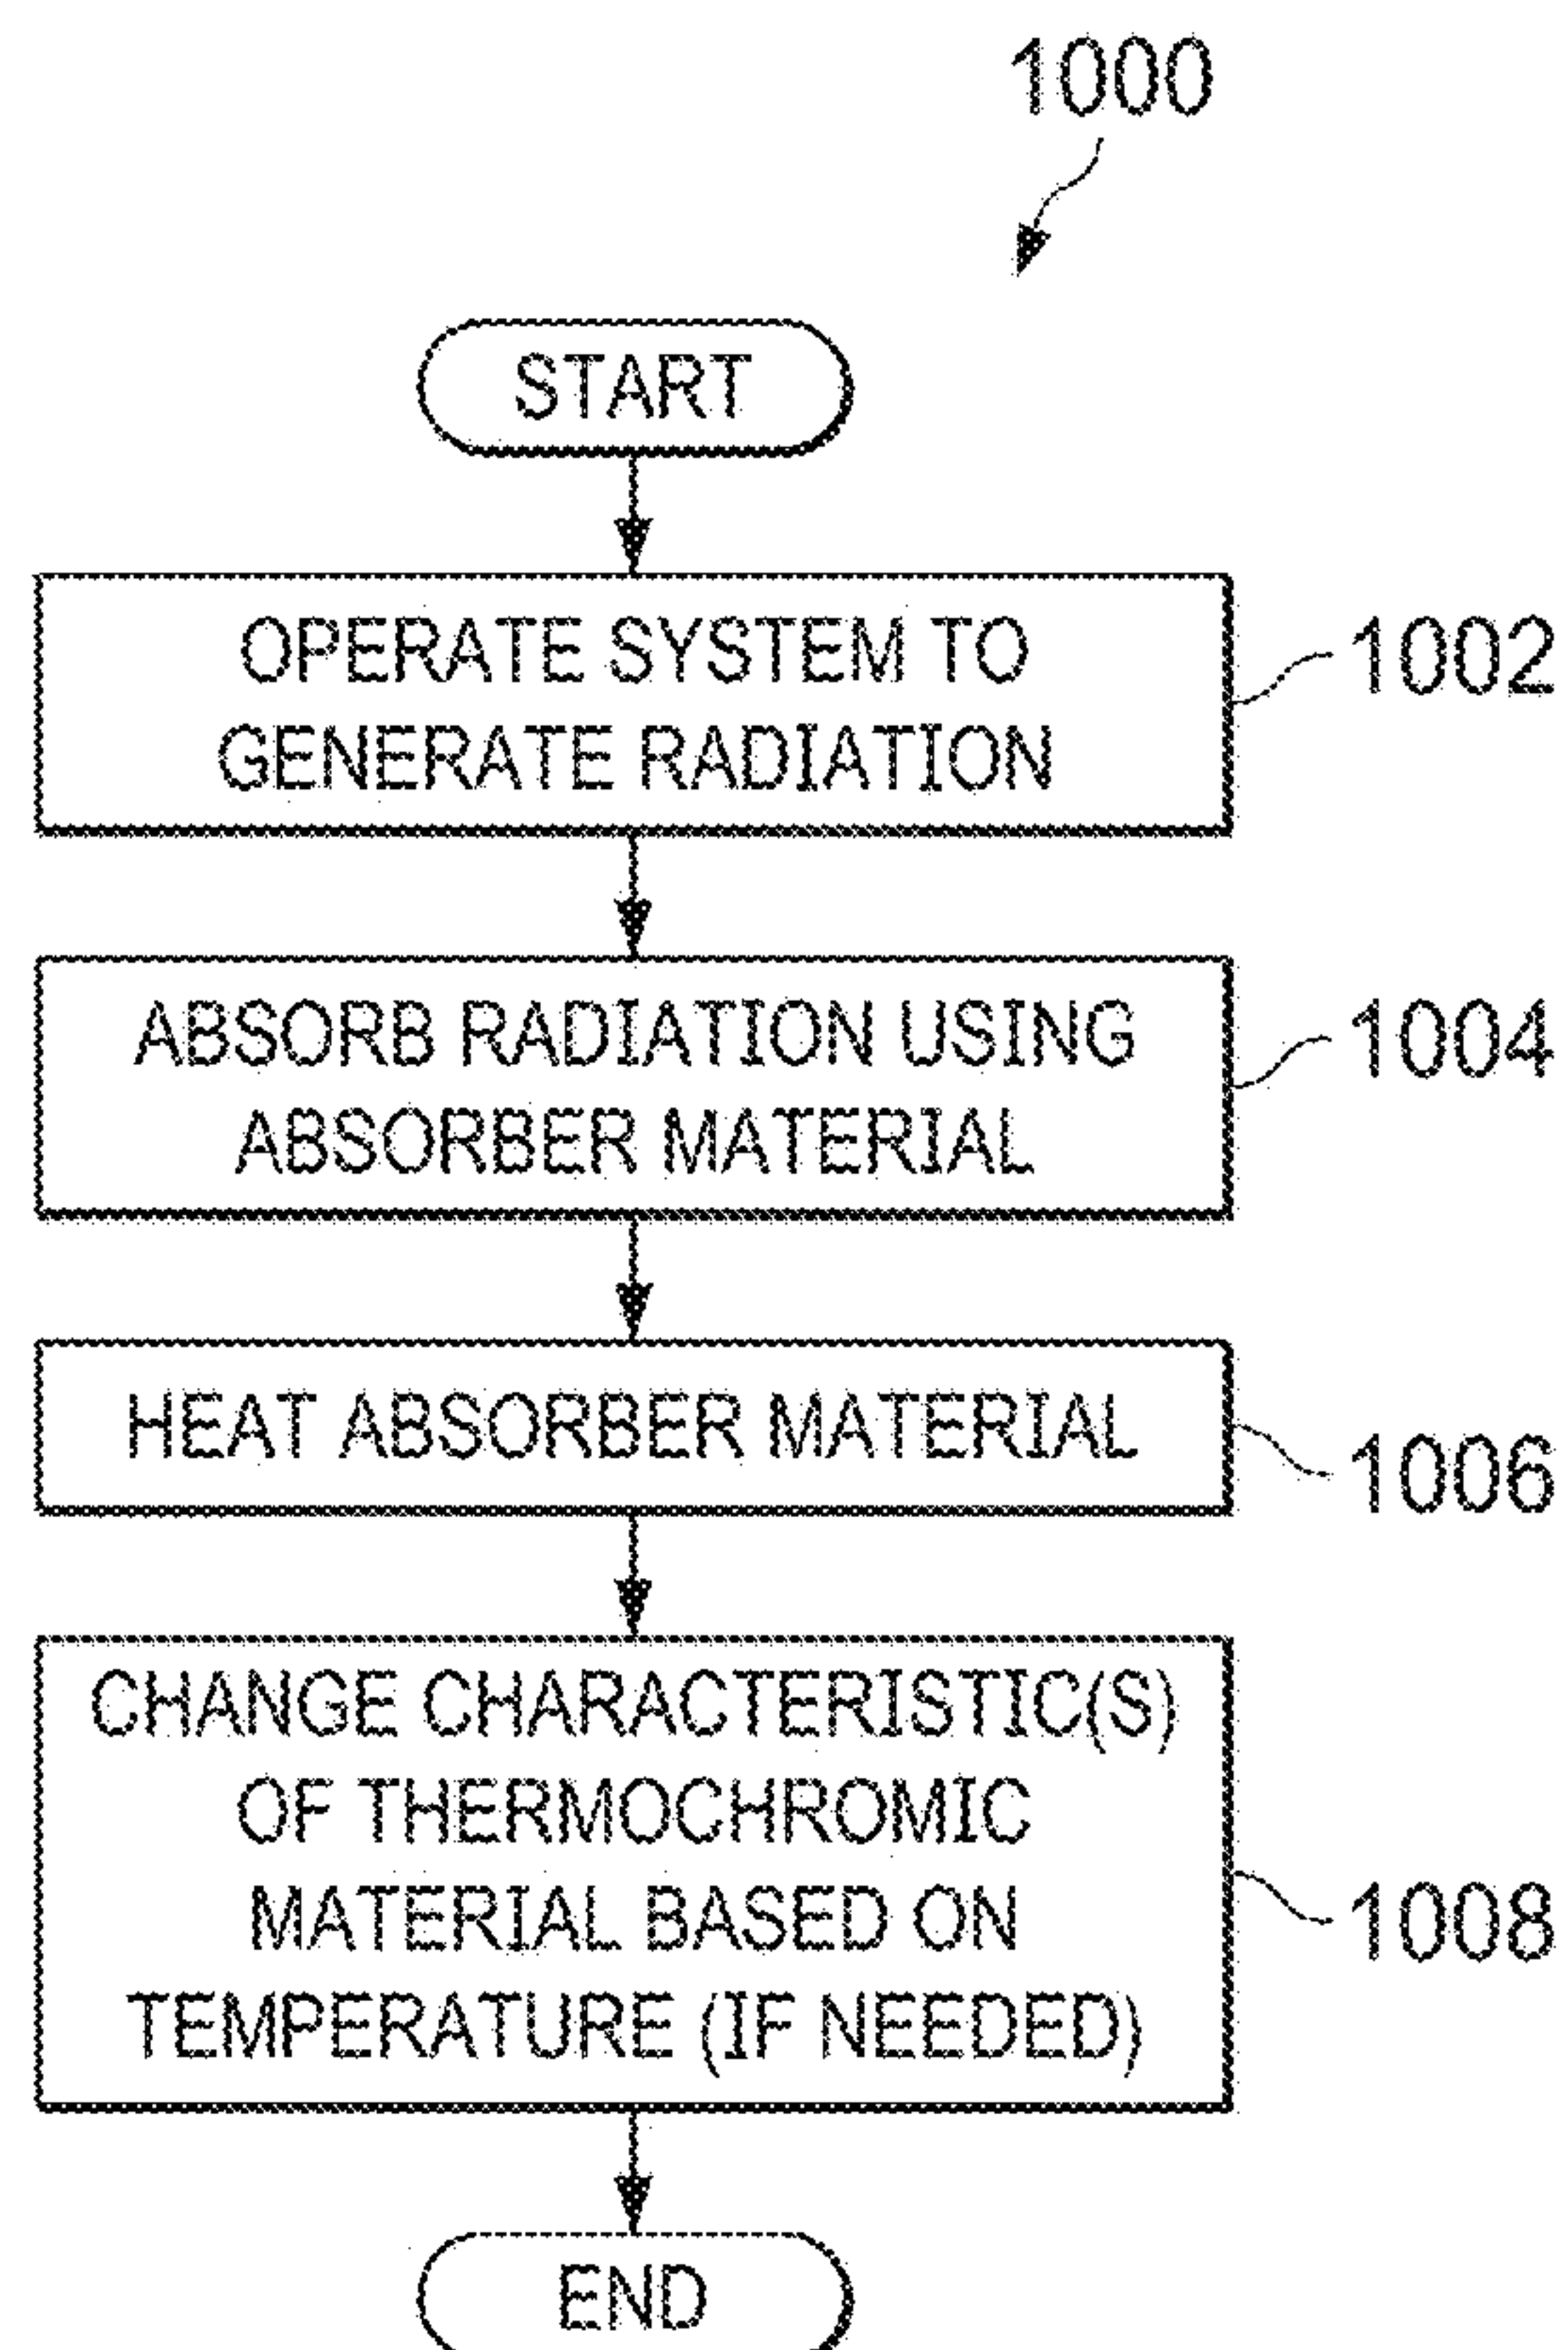 1000
START
OPERATE SYSTEM TO
GENERATE RADIATION
1002
ABSORB RADIATION USING
ABSORBER MATERIAL
1004
HEAT ABSORBER MATERIAL
1006
CHANGE CHARACTERISTIC(S)
OF THERMOCHROMIC
MATERIAL BASED ON
TEMPERATURE (IF NEEDED)
1008
END